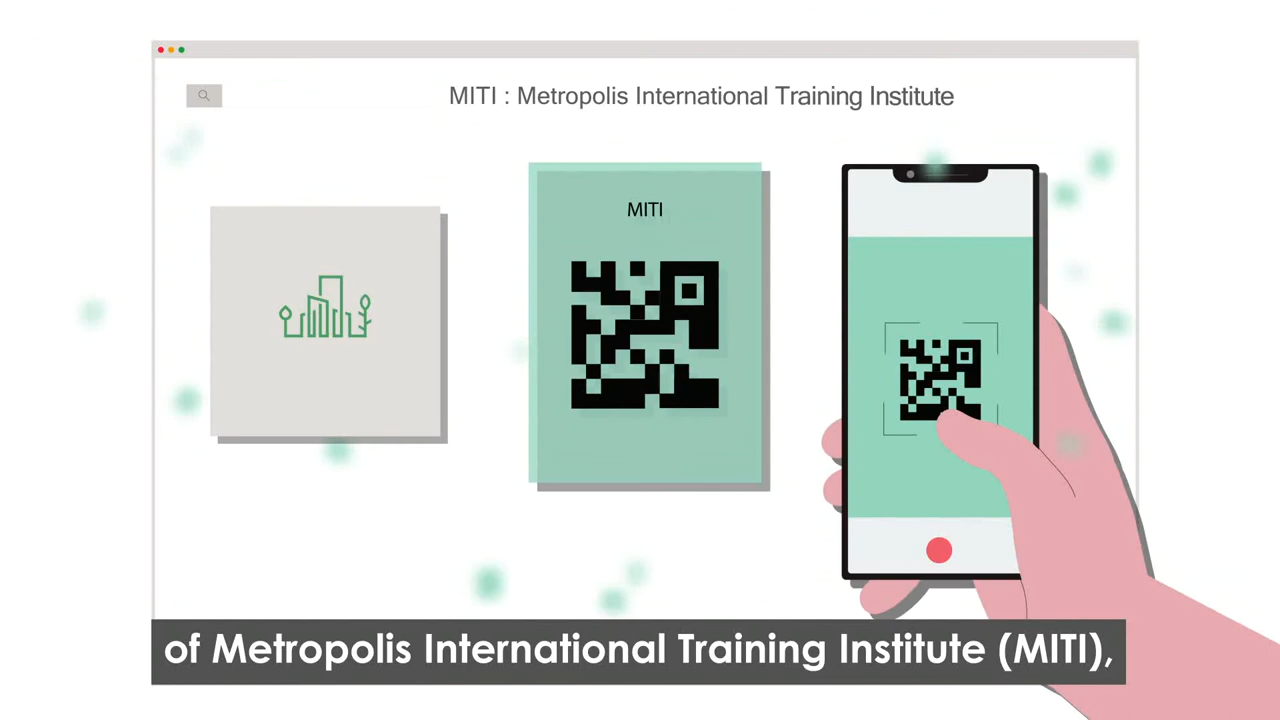 MITI : Metropolis International Training Institute
MITI
of Metropolis International Training Institute (MITI),